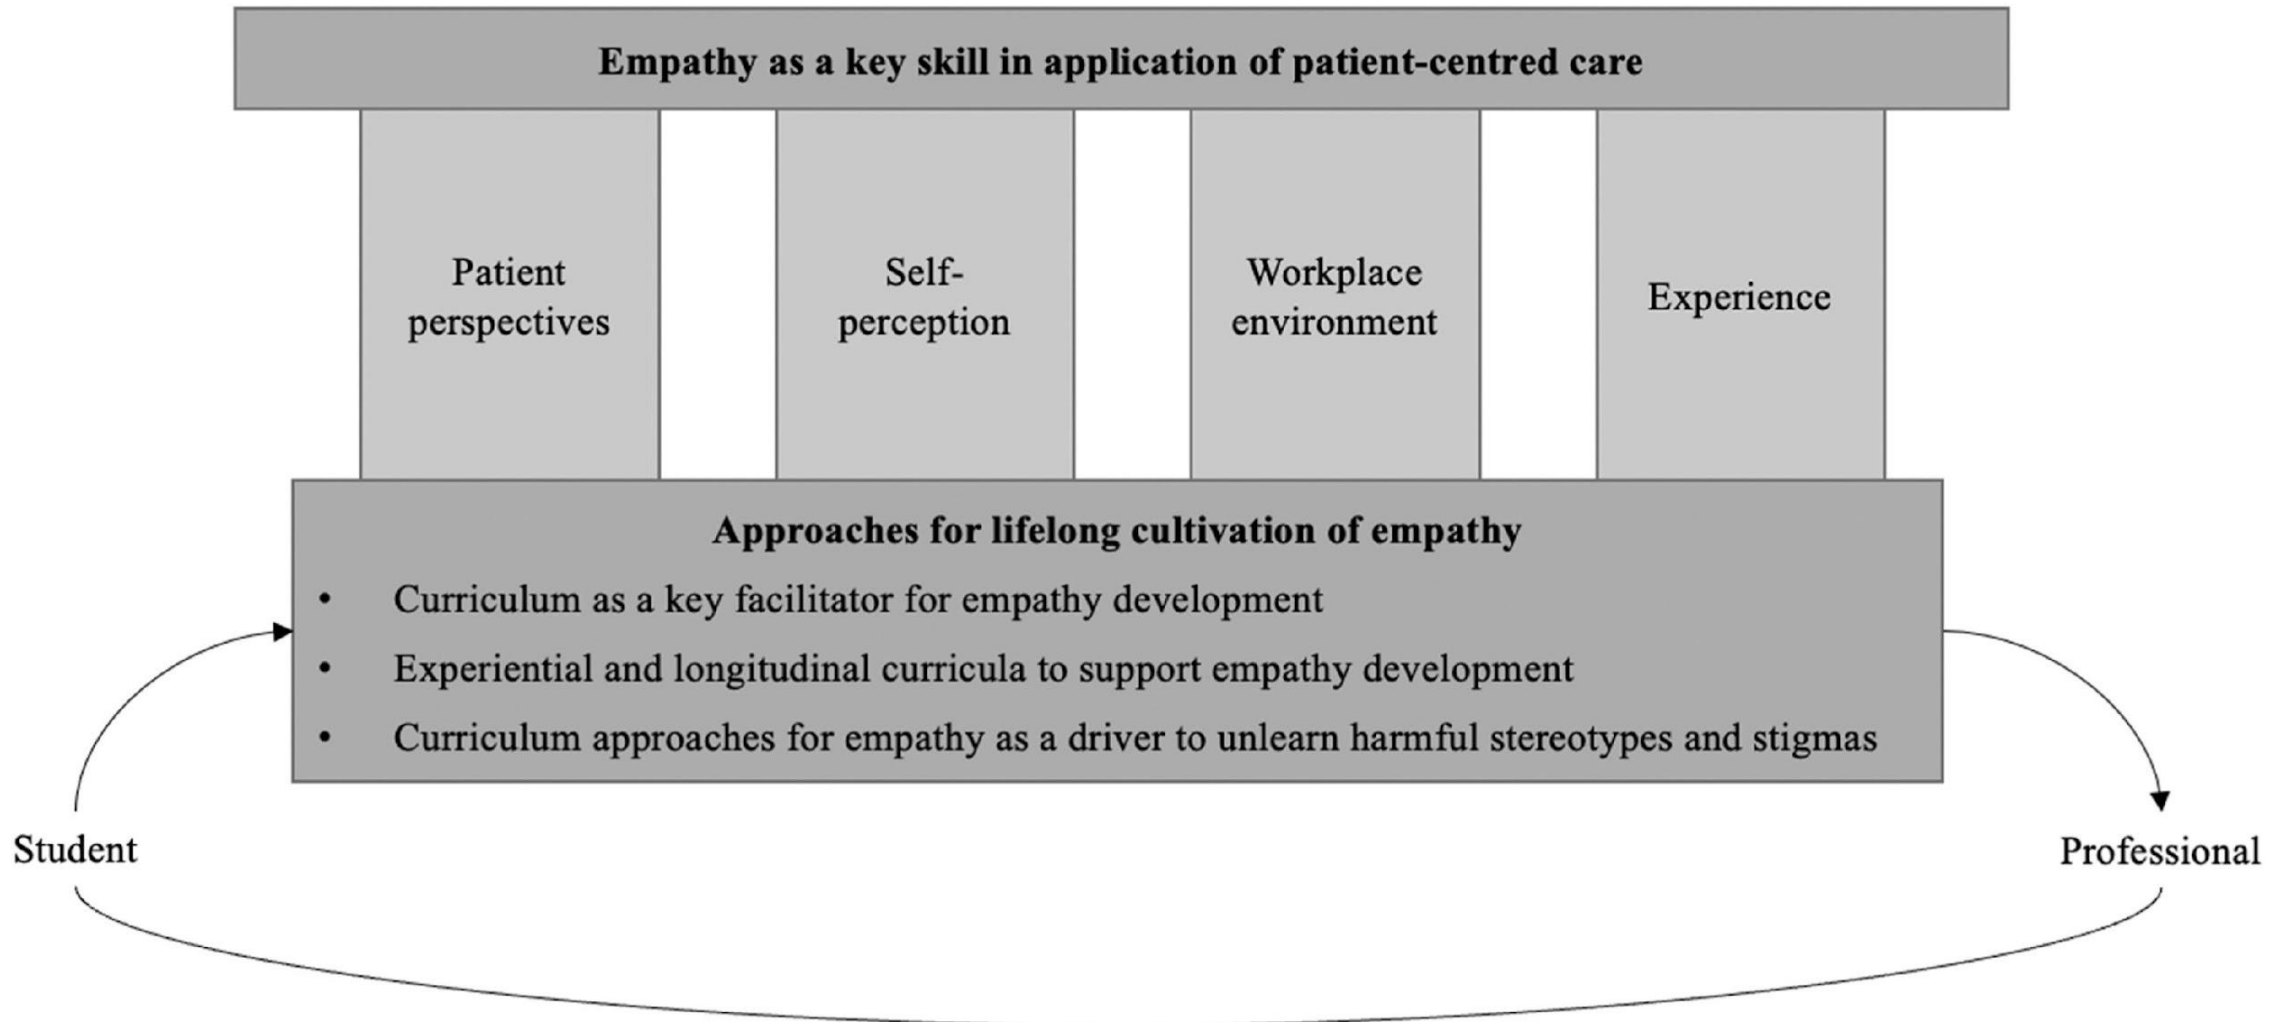 Empathy as a key skill in application of patient-centred care
Patient
perspectives
Self-
perception
Workplace
environment
Experience
Approaches for lifelong cultivation of empathy
• Curriculum as a key facilitator for empathy development
• Experiential and longitudinal curricula to support empathy development
• Curriculum approaches for empathy as a driver to unlearn harmful stereotypes and stigmas
Student
Professional